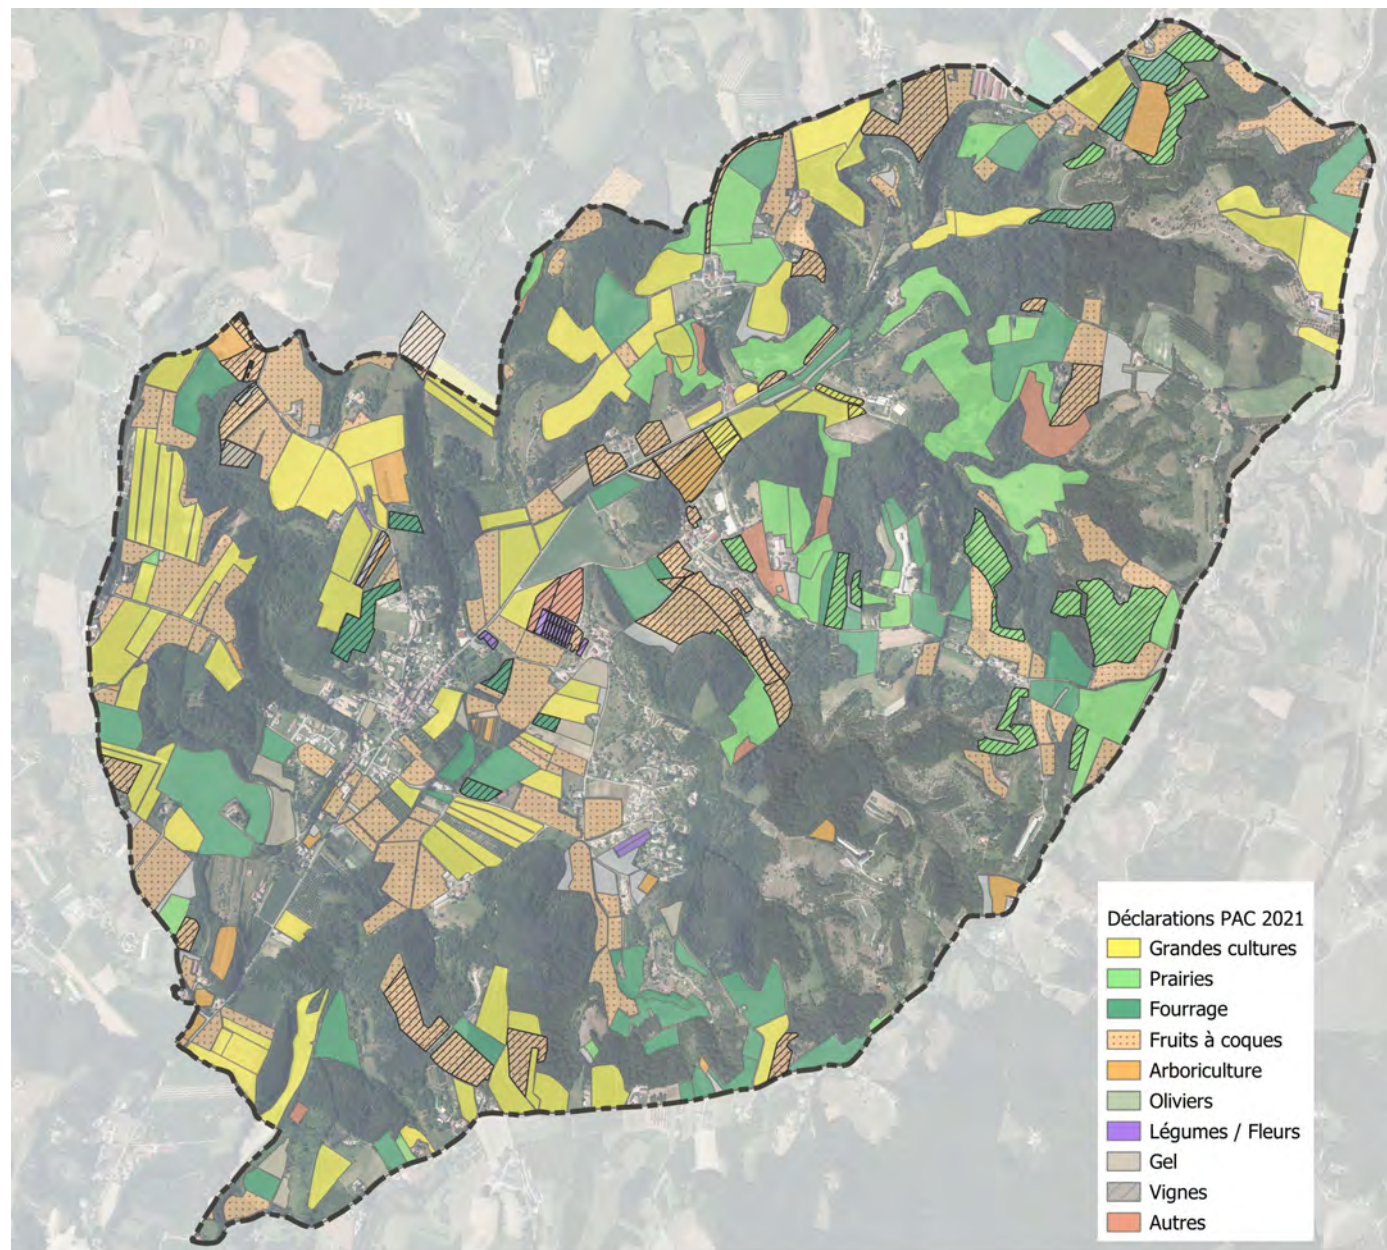 Déclarations PAC 2021
Grandes cultures
Prairies
Fourrage
Fruits à coques
Arboriculture
Oliviers
Légumes / Fleurs
Gel
Vignes
Autres